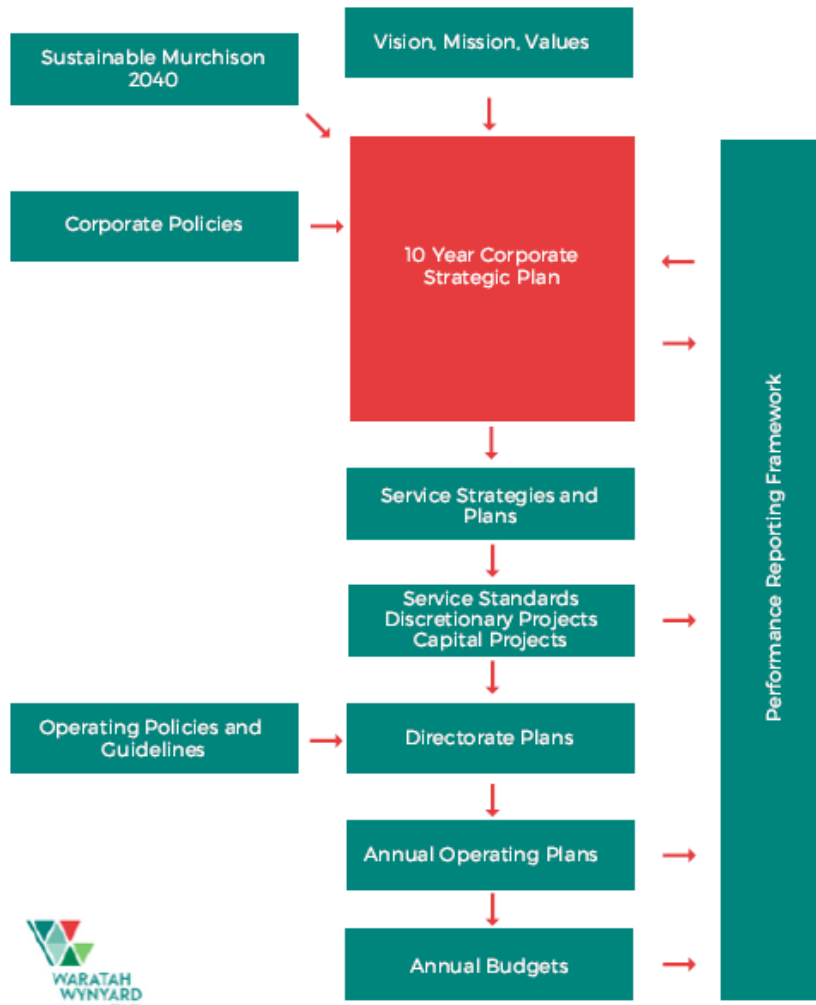 Vision, Mission, Values
Sustainable Murchison
2040
Corporate Policies
10 Year Corporate
Strategic Plan
Performance Reporting Framework
Service Strategies and
Plans
Service Standards
Discretionary Projects
Capital Projects
Operating Policies and
Guidelines
Directorate Plans
Annual Operating Plans
Annual Budgets
WARATAH
WYNYARD